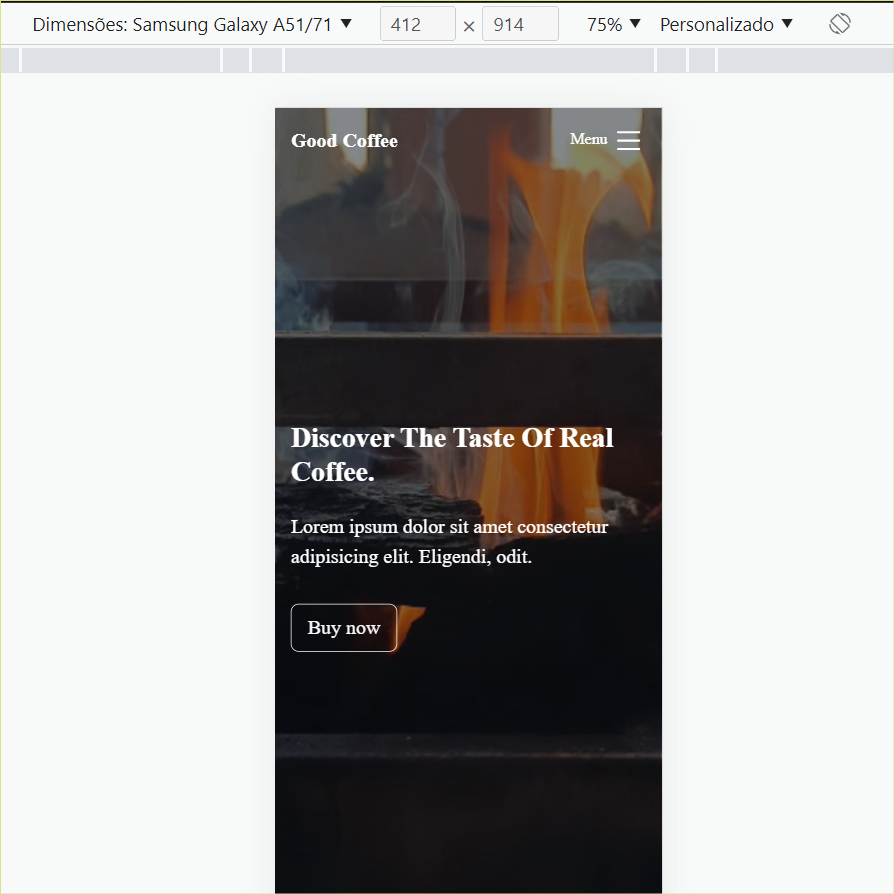 Dimensões: Samsung Galaxy A51/71 ▼ 412 × 914 75% ▼ Personalizado ▼
Good Coffee Menu
Discover The Taste Of Real
Coffee.
Lorem ipsum dolor sit amet consectetur
adipisicing elit. Eligendi, odit.
Buy now